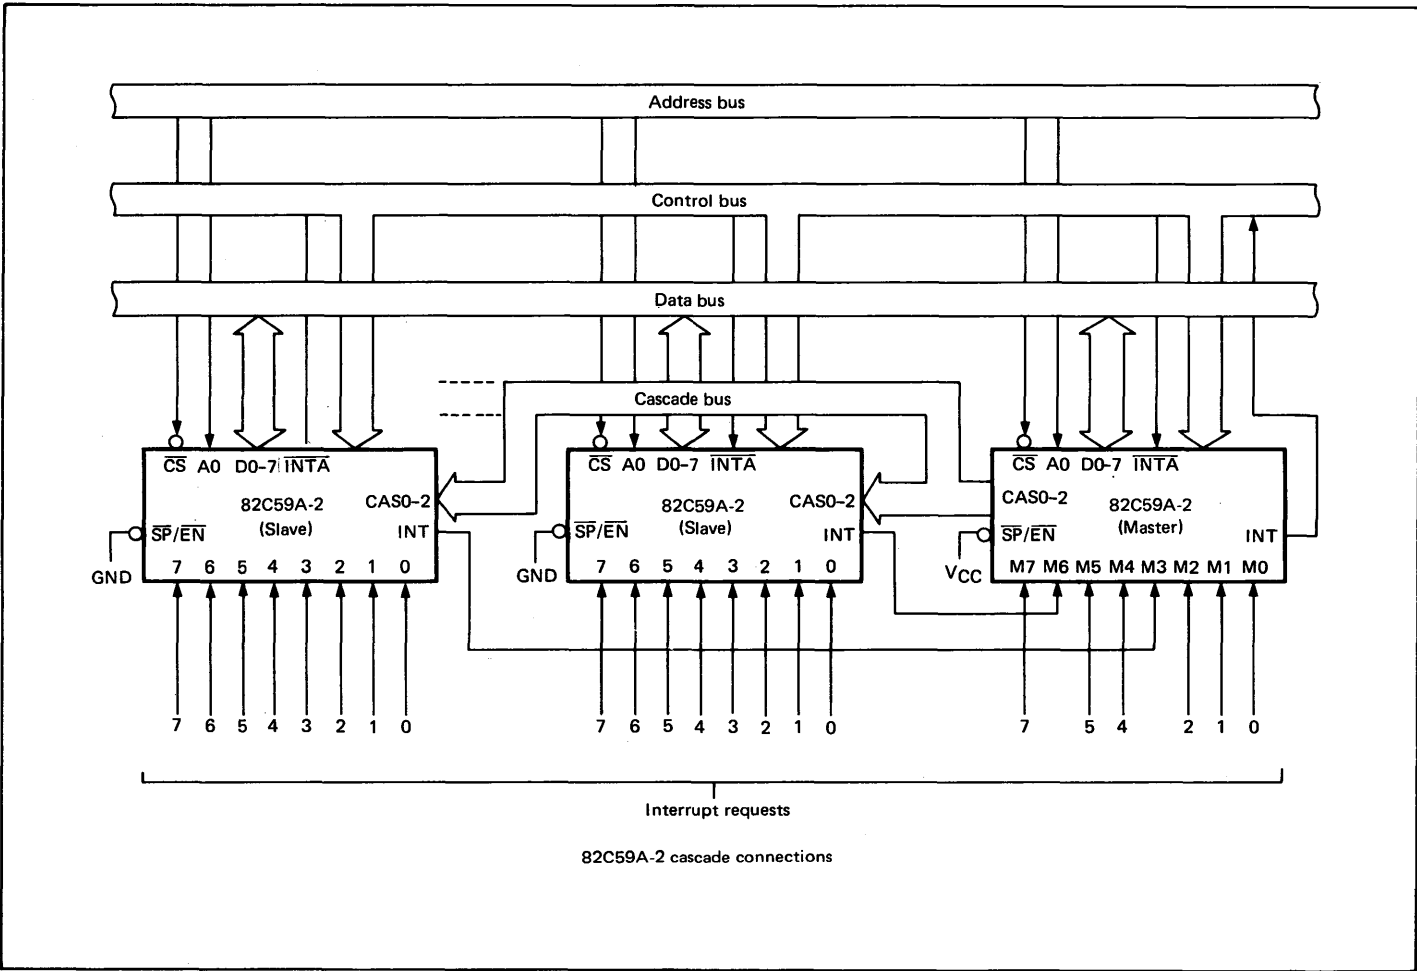 Address bus
Control bus
Data bus
Cascade bus
CS A0 D0-7 INTA
82C59A-2
(Slave)
CAS0-2
SP/EN
INT
GND
7 6 5 4 3 2 1 0
CS A0 D0-7 INTA
82C59A-2
(Slave)
CAS0-2
SP/EN
INT
GND
7 6 5 4 3 2 1 0
CS A0 D0-7 INTA
CAS0-2
82C59A-2
(Master)
SP/EN
INT
VCC
M7 M6 M5 M4 M3 M2 M1 M0
7 6 5 4 3 2 1 0
7 6 5 4 3 2 1 0
7 5 4 2 1 0
Interrupt requests
82C59A-2 cascade connections